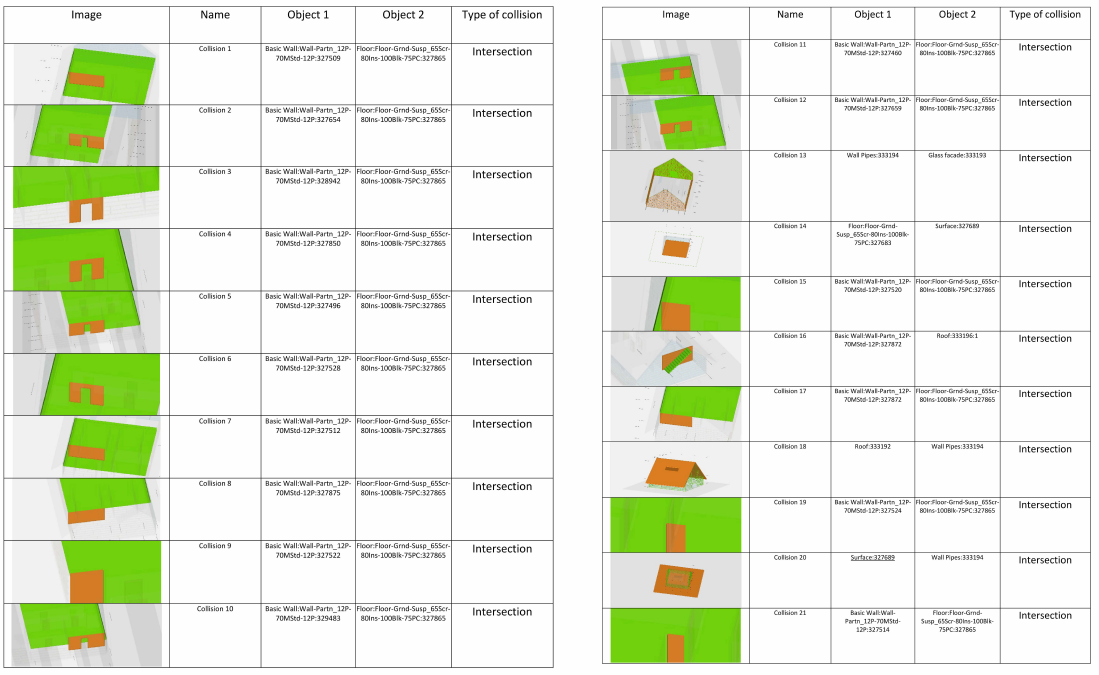 Image Name Object 1 Object 2 Type of collision
Collision 1 Basic Wall:Wall-Partn_12P- Floor:Floor-Grnd-Susp_65Scr- Intersection
70MStd-12P:327509 80Ins-100Blk-75PC:327865
Collision 2 Basic Wall:Wall-Partn_12P- Floor:Floor-Grnd-Susp_65Scr- Intersection
70MStd-12P:327654 80Ins-100Blk-75PC:327865
Collision 3 Basic Wall:Wall-Partn_12P- Floor:Floor-Grnd-Susp_65Scr- Intersection
70MStd-12P:328942 80Ins-100Blk-75PC:327865
Collision 4 Basic Wall:Wall-Partn_12P- Floor:Floor-Grnd-Susp_65Scr- Intersection
70MStd-12P:327850 80Ins-100Blk-75PC:327865
Collision 5 Basic Wall:Wall-Partn_12P- Floor:Floor-Grnd-Susp_65Scr- Intersection
70MStd-12P:327496 80Ins-100Blk-75PC:327865
Collision 6 Basic Wall:Wall-Partn_12P- Floor:Floor-Grnd-Susp_65Scr- Intersection
70MStd-12P:327528 80Ins-100Blk-75PC:327865
Collision 7 Basic Wall:Wall-Partn_12P- Floor:Floor-Grnd-Susp_65Scr- Intersection
70MStd-12P:327512 80Ins-100Blk-75PC:327865
Collision 8 Basic Wall:Wall-Partn_12P- Floor:Floor-Grnd-Susp_65Scr- Intersection
70MStd-12P:327875 80Ins-100Blk-75PC:327865
Collision 9 Basic Wall:Wall-Partn_12P- Floor:Floor-Grnd-Susp_65Scr- Intersection
70MStd-12P:327522 80Ins-100Blk-75PC:327865
Collision 10 Basic Wall:Wall-Partn_12P- Floor:Floor-Grnd-Susp_65Scr- Intersection
70MStd-12P:329483 80Ins-100Blk-75PC:327865
Image Name Object 1 Object 2 Type of collision
Collision 11 Basic Wall:Wall-Partn_12P- Floor:Floor-Grnd-Susp_65Scr- Intersection
70MStd-12P:327460 80Ins-100Blk-75PC:327865
Collision 12 Basic Wall:Wall-Partn_12P- Floor:Floor-Grnd-Susp_65Scr- Intersection
70MStd-12P:327659 80Ins-100Blk-75PC:327865
Collision 13 Wall Pipes:333194 Glass facade:333193 Intersection
Collision 14 Floor:Floor-Grnd- Surface:327689 Intersection
Susp_65Scr-80Ins-100Blk-
75PC:327683
Collision 15 Basic Wall:Wall-Partn_12P- Floor:Floor-Grnd-Susp_65Scr- Intersection
70MStd-12P:327520 80Ins-100Blk-75PC:327865
Collision 16 Basic Wall:Wall-Partn_12P- Roof:333196:1 Intersection
70MStd-12P:327872
Collision 17 Basic Wall:Wall-Partn_12P- Floor:Floor-Grnd-Susp_65Scr- Intersection
70MStd-12P:327872 80Ins-100Blk-75PC:327865
Collision 18 Roof:333192 Wall Pipes:333194 Intersection
Collision 19 Basic Wall:Wall-Partn_12P- Floor:Floor-Grnd-Susp_65Scr- Intersection
70MStd-12P:327524 80Ins-100Blk-75PC:327865
Collision 20 Surface:327689 Wall Pipes:333194 Intersection
Collision 21 Basic Wall:Wall- Floor:Floor-Grnd- Intersection
Partn_12P-70MStd- Susp_65Scr-80Ins-100Blk-
12P:327514 75PC:327865